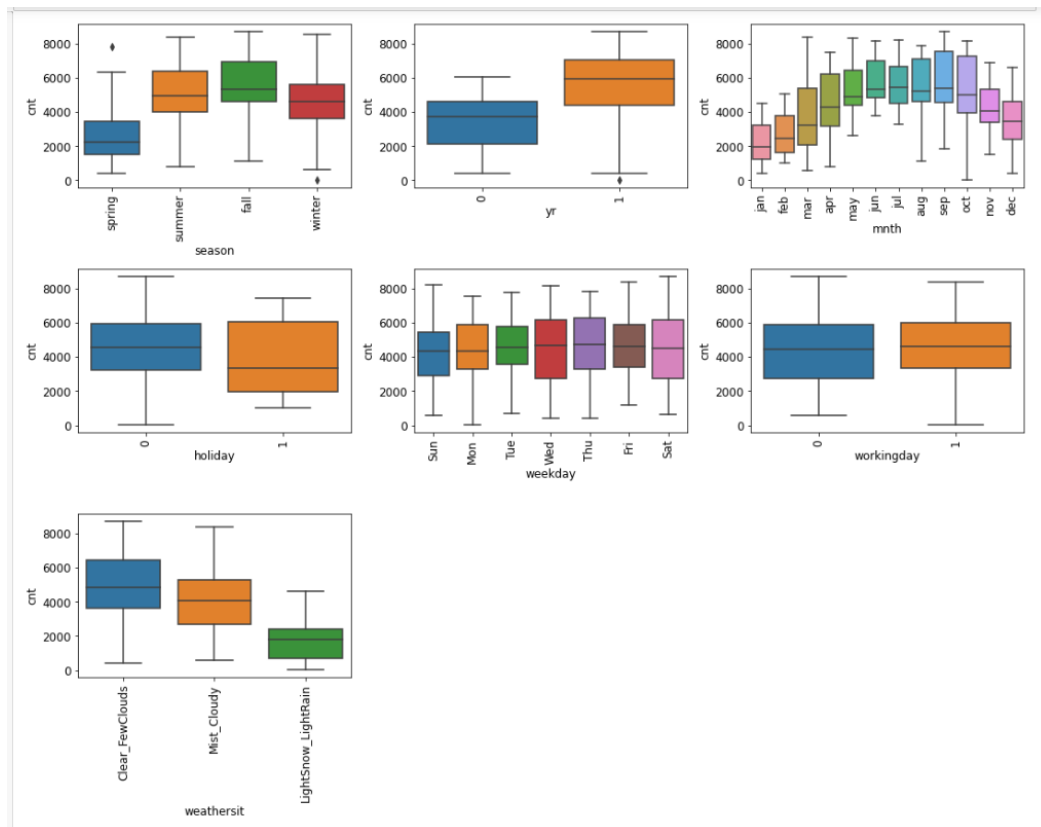 8000
6000
4000
2000
0
cnt
spring
summer
fall
winter
season
8000
6000
4000
2000
0
cnt
0
1
yr
8000
6000
4000
2000
0
cnt
jan
feb
mar
apr
may
jun
jul
aug
sep
oct
nov
dec
mnth
8000
6000
4000
2000
0
cnt
0
1
holiday
8000
6000
4000
2000
0
cnt
Sun
Mon
Tue
Wed
Thu
Fri
Sat
weekday
8000
6000
4000
2000
0
cnt
0
1
workingday
8000
6000
4000
2000
0
cnt
Clear_FewClouds
Mist_Cloudy
LightSnow_LightRain
weathersit